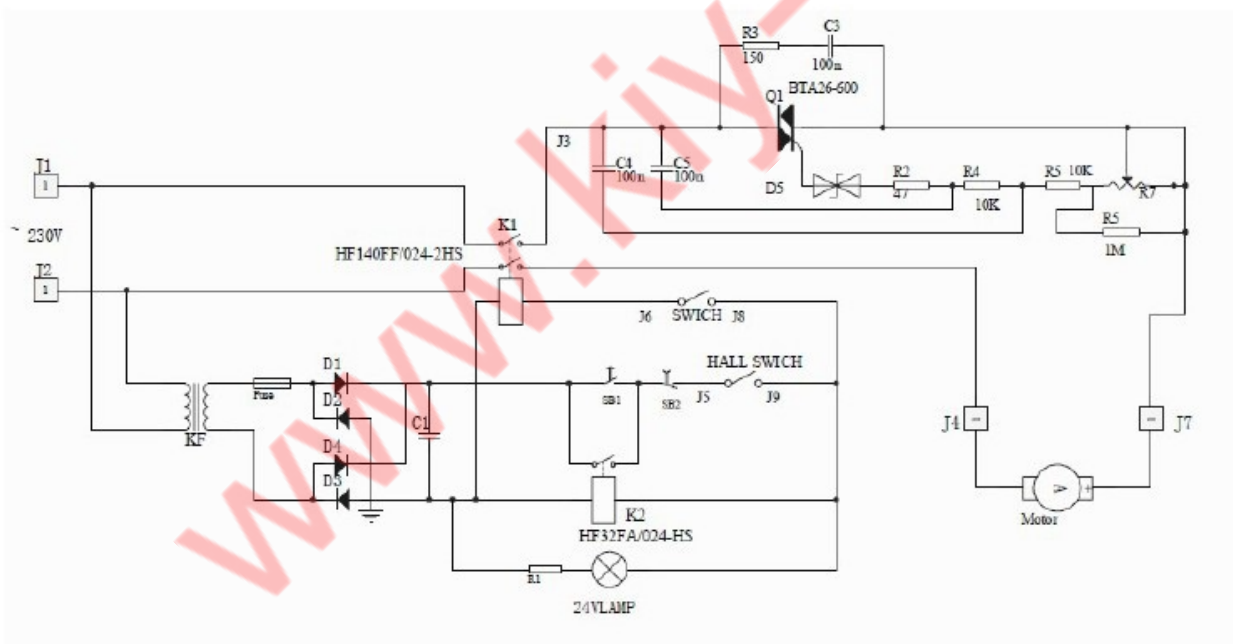 www.kiy-
R3
150
C3
100n
BTA26-600
Q1
J3
C4
100n
C5
100n
D5
R2
47
R4
10K
R5 10K
R7
R5
1M
J1
1
~ 230V
J2
1
K1
HF140FF/024-2HS
J6 SWICH J8
HALL SWICH
SB1
SB2
J5
J9
D1
Fuse
D2
C1
KF
D4
D3
K2
HF32FA/024-HS
R1
24VLAMP
J4
J7
A
+
Motor